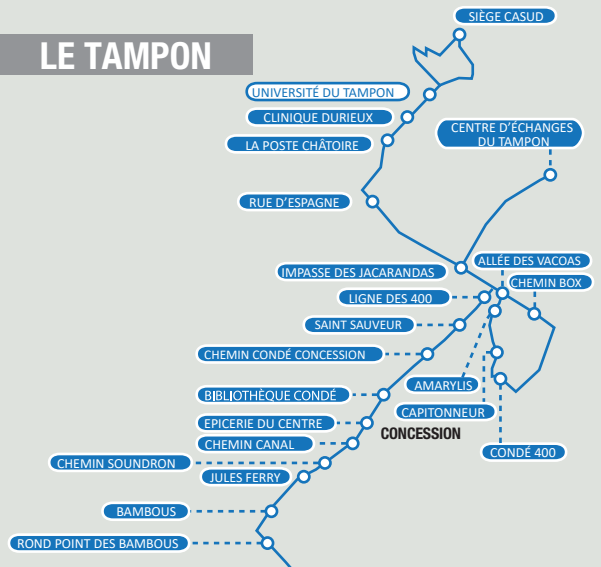 SIÈGE CASUD
LE TAMPON
UNIVERSITÉ DU TAMPON
CLINIQUE DURIEUX
CENTRE D'ÉCHANGES
DU TAMPON
LA POSTE CHÂTOIRE
RUE D'ESPAGNE
ALLÉE DES VACOAS
IMPASSE DES JACARANDAS
CHEMIN BOX
LIGNE DES 400
SAINT SAUVEUR
CHEMIN CONDÉ CONCESSION
AMARYLIS
BIBLIOTHÈQUE CONDÉ
CAPITONNEUR
EPICERIE DU CENTRE
CONCESSION
CHEMIN CANAL
CONDÉ 400
CHEMIN SOUNDRON
JULES FERRY
BAMBOUS
ROND POINT DES BAMBOUS